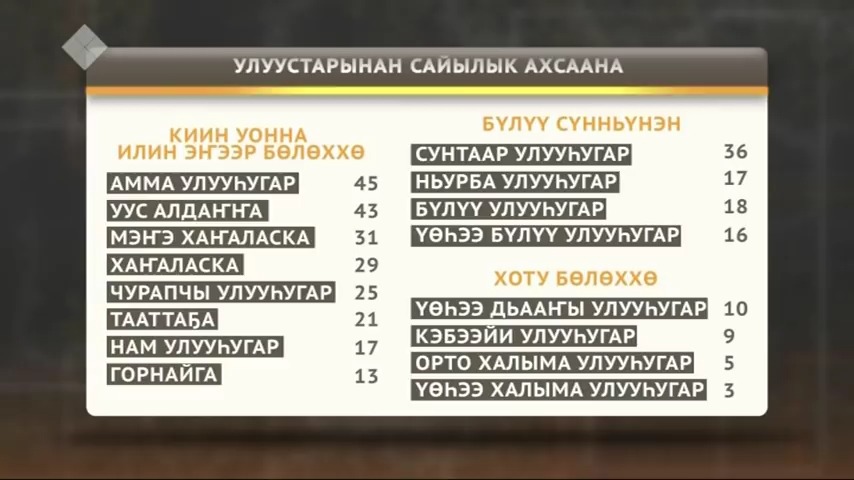 УЛУУСТАРЫНАН САЙЫЛЫК АХСААНА
КИИН УОННА
ИЛИН ЭҤЭЭР БӨЛӨХХӨ
АММА УЛУУҺУГАР 45
УУС АЛДАҤҤА 43
МЭҤЭ ХАҤАЛАСКА 31
ХАҤАЛАСКА 29
ЧУРАПЧЫ УЛУУҺУГАР 25
ТААТТАҔА 21
НАМ УЛУУҺУГАР 17
ГОРНАЙГА 13
БҮЛҮҮ СҮННЬҮНЭН
СУНТААР УЛУУҺУГАР 36
НЬУРБА УЛУУҺУГАР 17
БҮЛҮҮ УЛУУҺУГАР 18
ҮӨҺЭЭ БҮЛҮҮ УЛУУҺУГАР 16
ХОТУ БӨЛӨХХӨ
ҮӨҺЭЭ ДЬААҤЫ УЛУУҺУГАР 10
КЭБЭЭЙИ УЛУУҺУГАР 9
ОРТО ХАЛЫМА УЛУУҺУГАР 5
ҮӨҺЭЭ ХАЛЫМА УЛУУҺУГАР 3